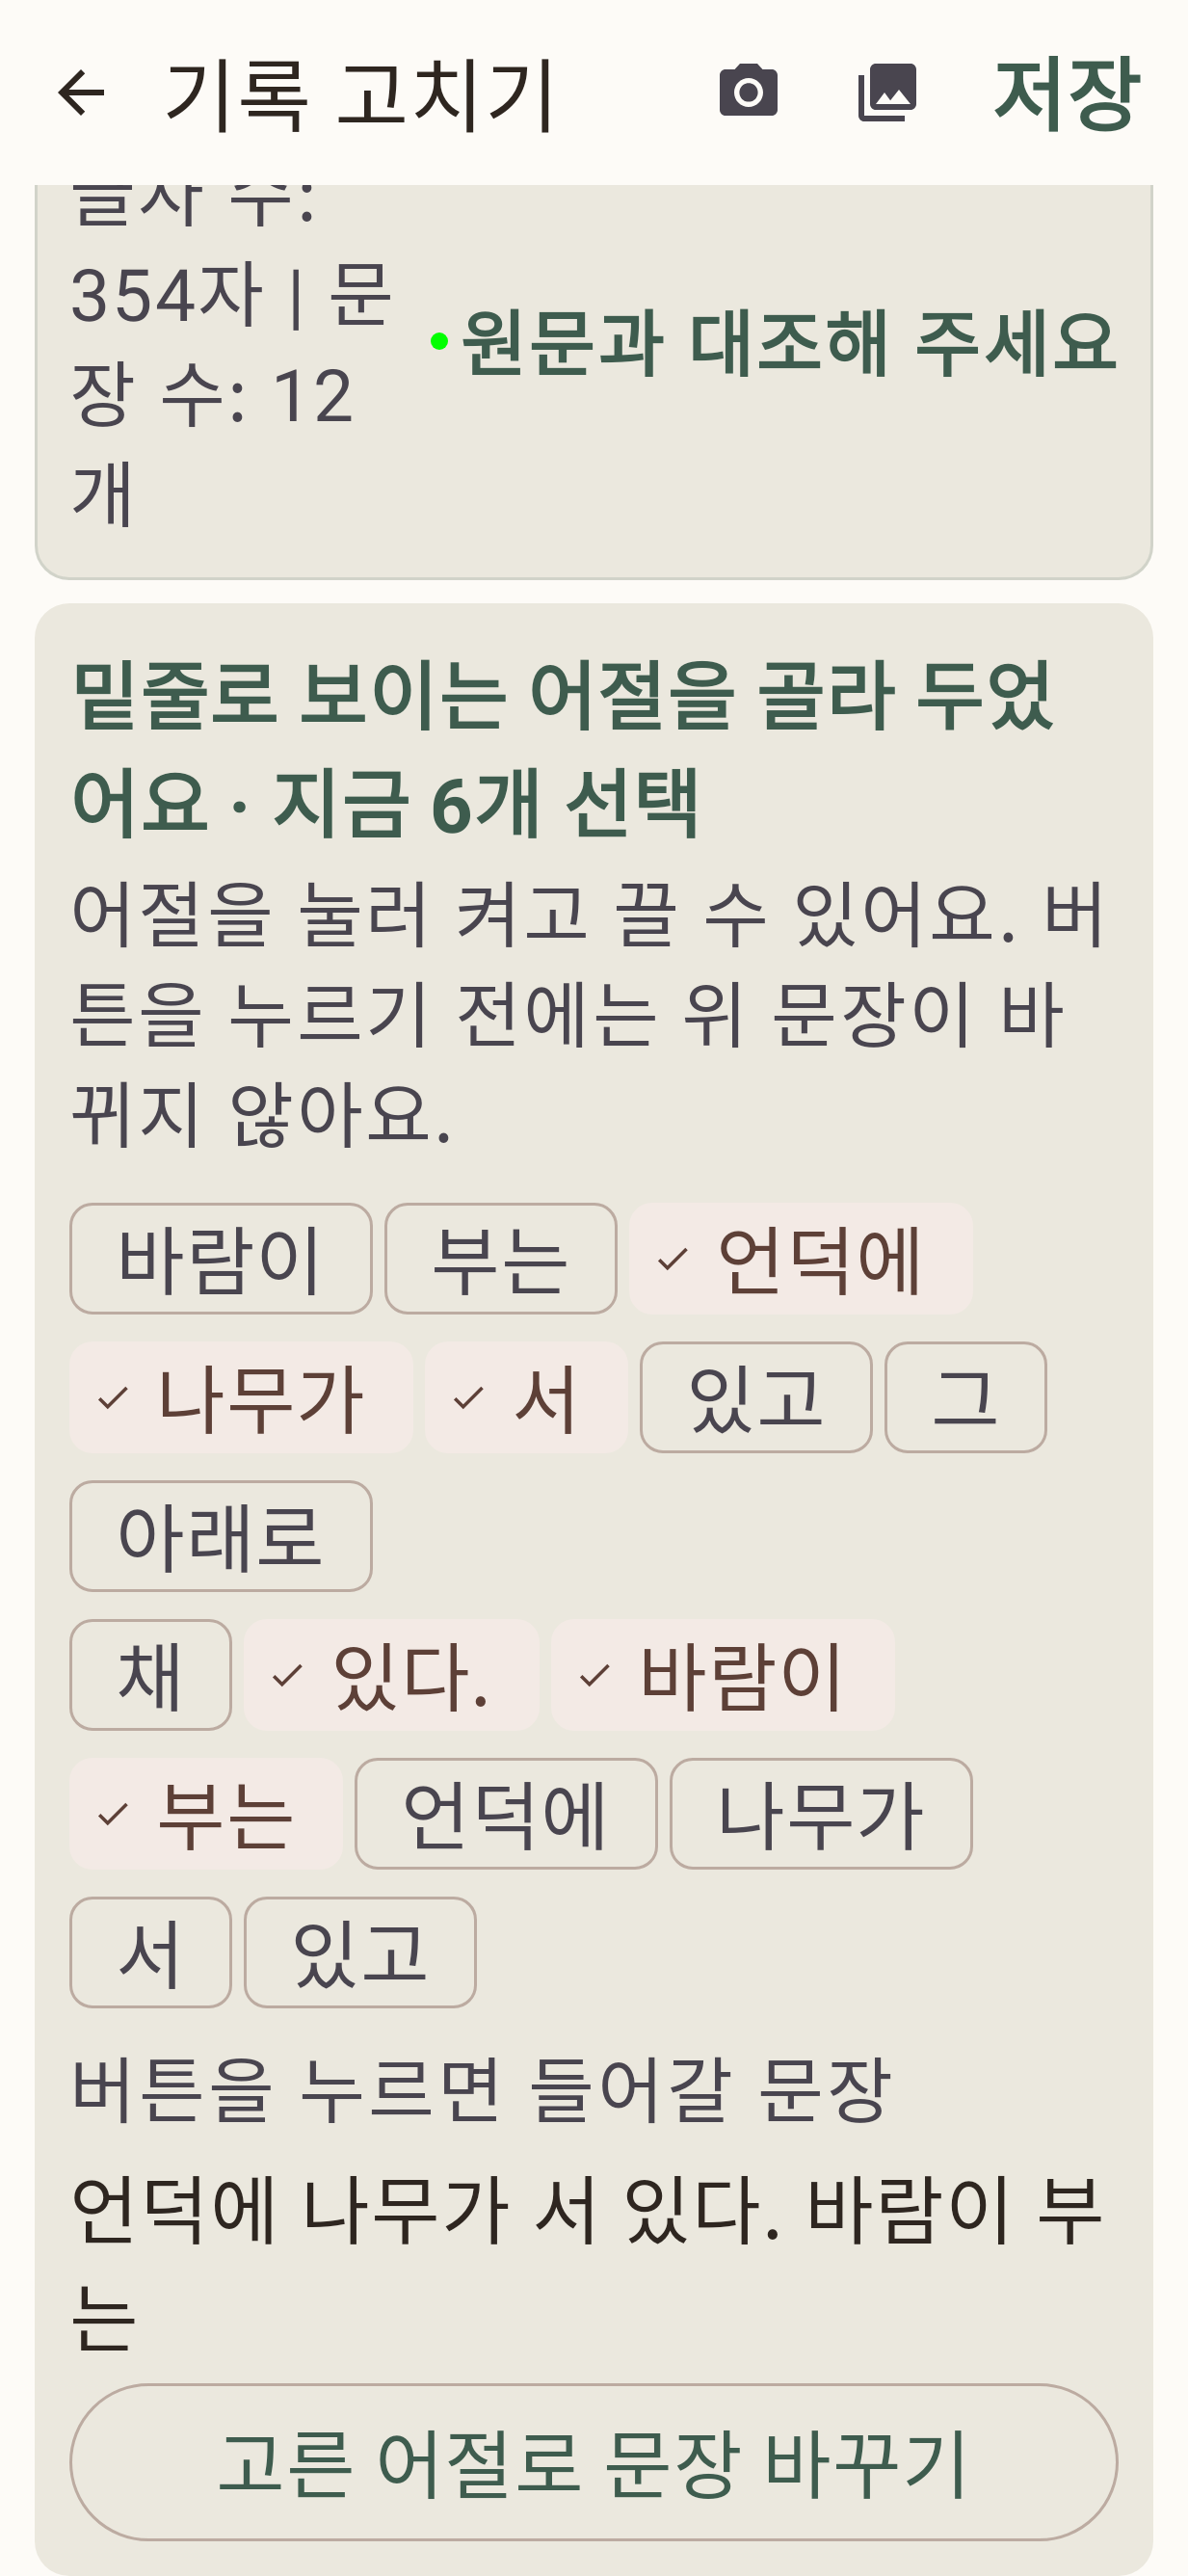 기록 고치기 저장
글자 수:
354자 | 문
장 수: 12
개
원문과 대조해 주세요
밑줄로 보이는 어절을 골라 두었
어요 · 지금 6개 선택
어절을 눌러 켜고 끌 수 있어요. 버
튼을 누르기 전에는 위 문장이 바
뀌지 않아요.
바람이 부는 언덕에
나무가 서 있고 그
아래로
채 있다. 바람이
부는 언덕에 나무가
서 있고
버튼을 누르면 들어갈 문장
언덕에 나무가 서 있다. 바람이 부
는
고른 어절로 문장 바꾸기